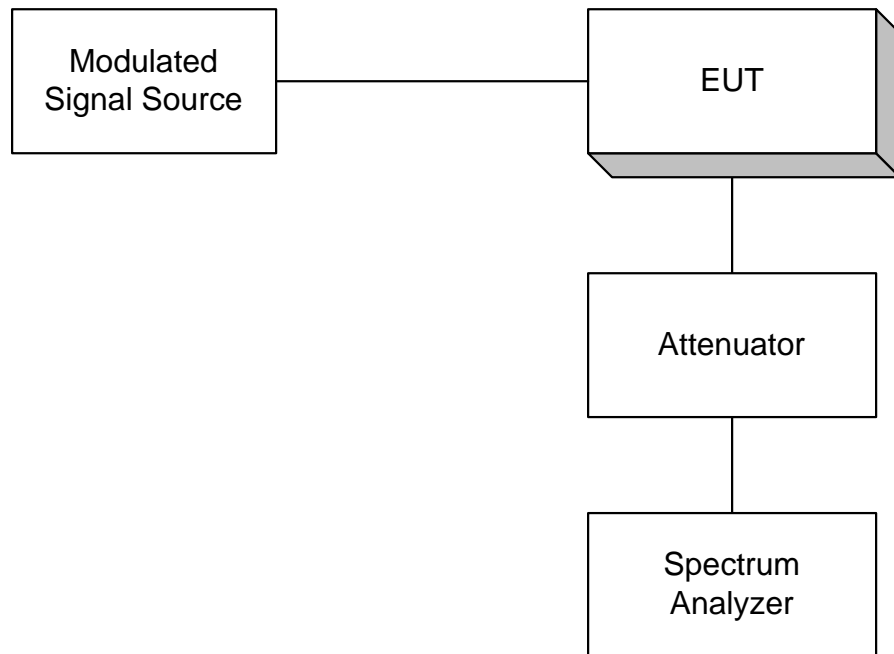 Modulated
Signal Source
EUT
Attenuator
Spectrum
Analyzer